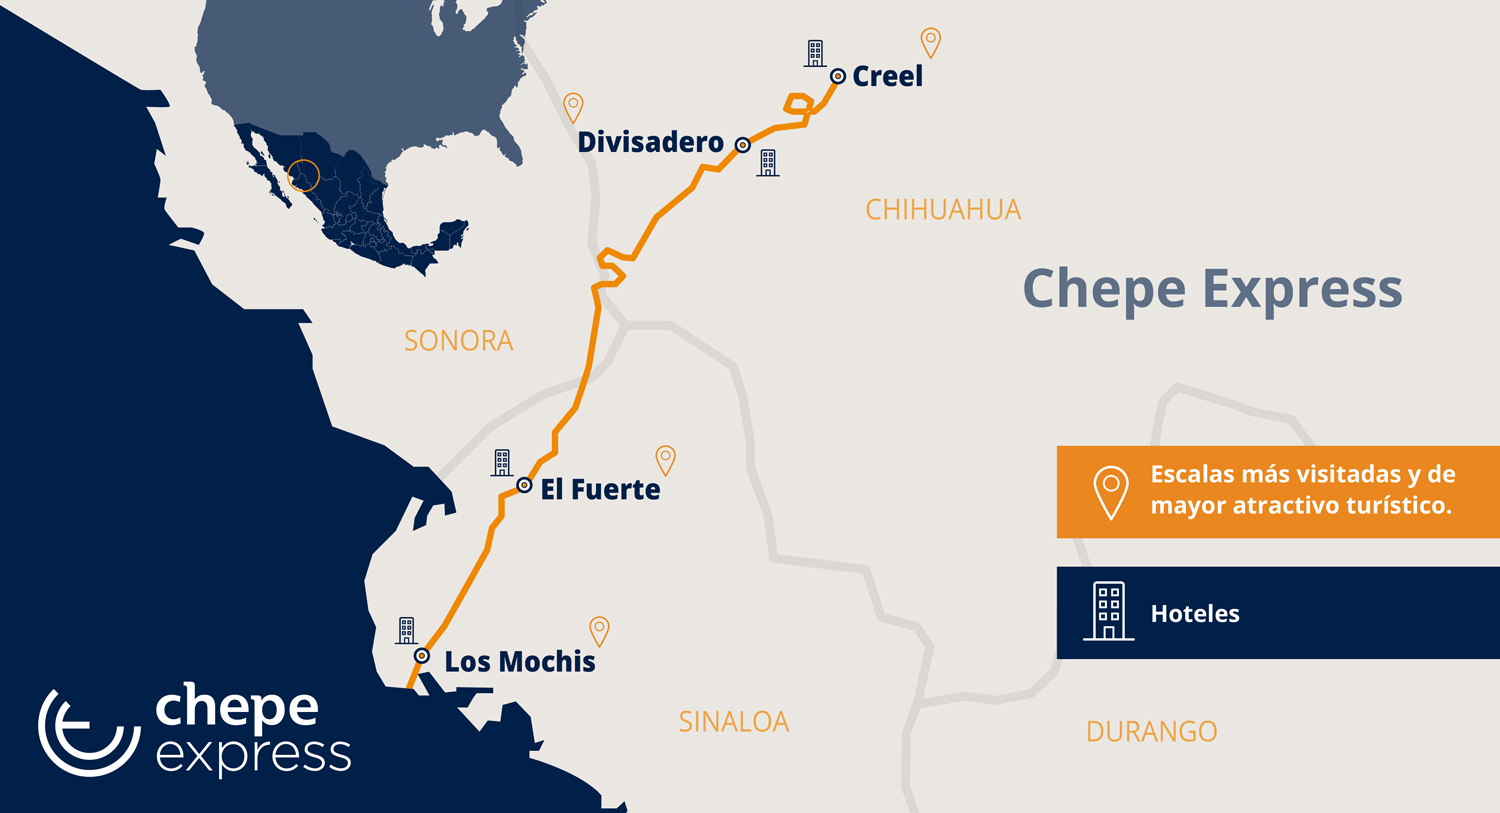 Creel
Divisadero
CHIHUAHUA
Chepe Express
SONORA
El Fuerte
Escalas más visitadas y de
mayor atractivo turístico.
Hoteles
Los Mochis
SINALOA
DURANGO
chepe
express